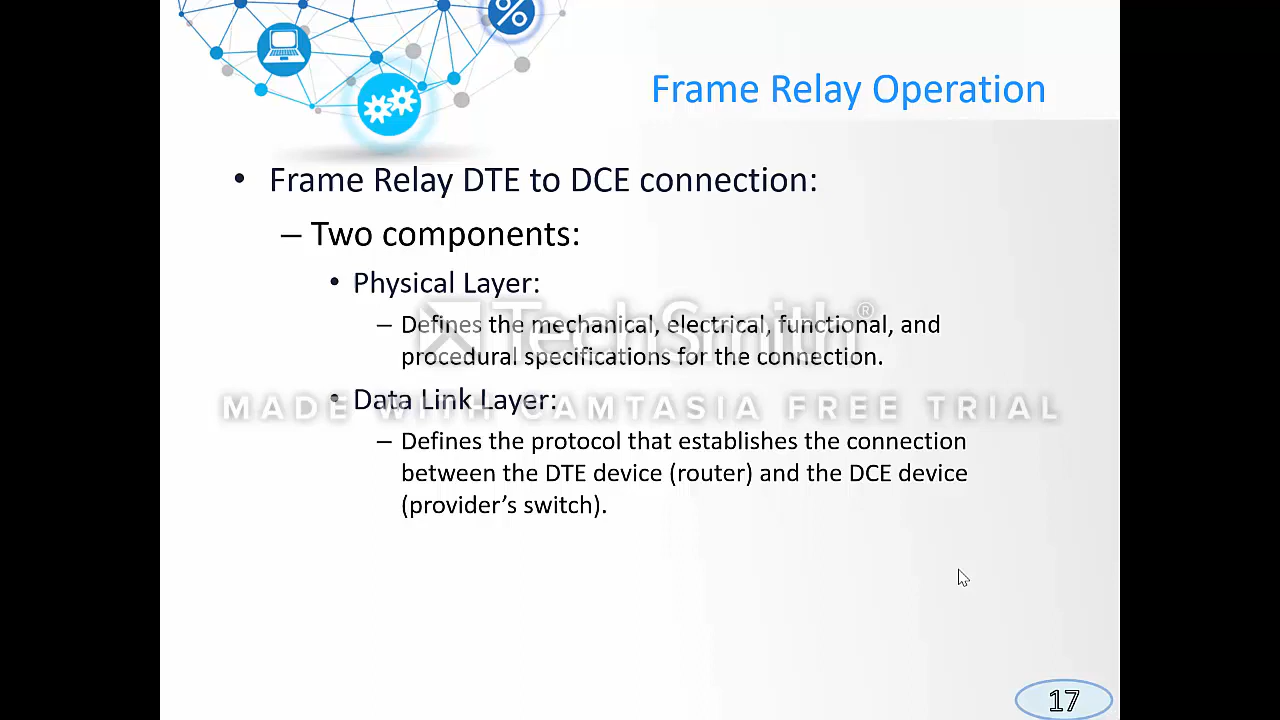 %
Frame Relay Operation
• Frame Relay DTE to DCE connection:
– Two components:
• Physical Layer:
– Defines the mechanical, electrical, functional, and
procedural specifications for the connection.
TechSmith®
• Data Link Layer:
MADE WITH CAMTASIA FREE TRIAL
– Defines the protocol that establishes the connection
between the DTE device (router) and the DCE device
(provider’s switch).
17